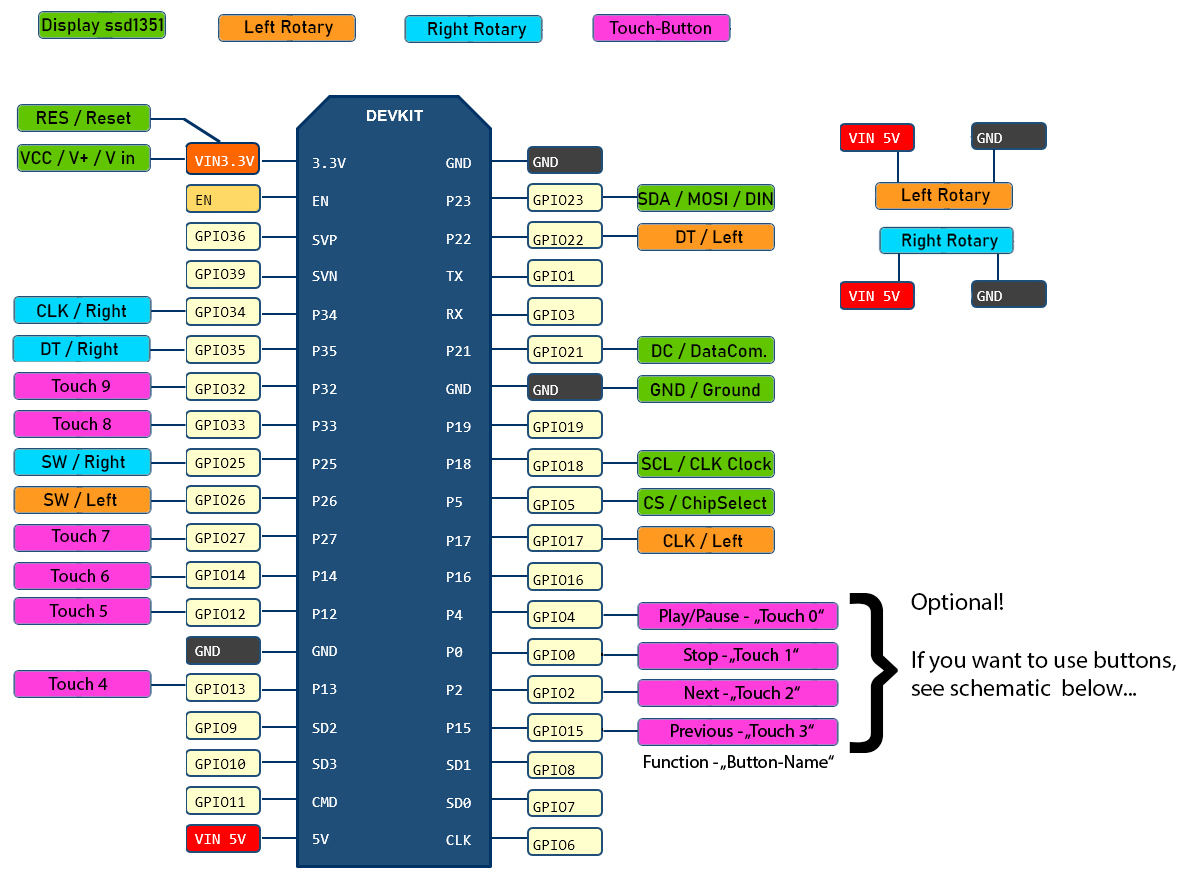 Display ssd1351
Left Rotary
Right Rotary
Touch-Button
DEVKIT
RES / Reset
VCC / V+ / V in
VIN3.3V
3.3V
EN
EN
GPIO36
SVP
GPIO39
SVN
CLK / Right
GPIO34
P34
DT / Right
GPIO35
P35
Touch 9
GPIO32
P32
Touch 8
GPIO33
P33
SW / Right
GPIO25
P25
SW / Left
GPIO26
P26
Touch 7
GPIO27
P27
Touch 6
GPIO14
P14
Touch 5
GPIO12
P12
GND
GND
Touch 4
GPIO13
P13
GPIO9
SD2
GPIO10
SD3
GPIO11
CMD
VIN 5V
5V
GND
GND
P23
GPIO23
SDA / MOSI / DIN
P22
GPIO22
DT / Left
TX
GPIO1
RX
GPIO3
P21
GPIO21
DC / DataCom.
GND
GND
GND / Ground
P19
GPIO19
P18
GPIO18
SCL / CLK Clock
P5
GPIO5
CS / ChipSelect
P17
GPIO17
CLK / Left
P16
GPIO16
P4
GPIO4
Play/Pause - „Touch 0“
P0
GPIO0
Stop -„Touch 1“
P2
GPIO2
Next -„Touch 2“
P15
GPIO15
Previous -„Touch 3“
Function -„Button-Name“
SD1
GPIO8
SD0
GPIO7
CLK
GPIO6
VIN 5V
GND
Left Rotary
Right Rotary
VIN 5V
GND
Optional!
If you want to use buttons,
see schematic below...